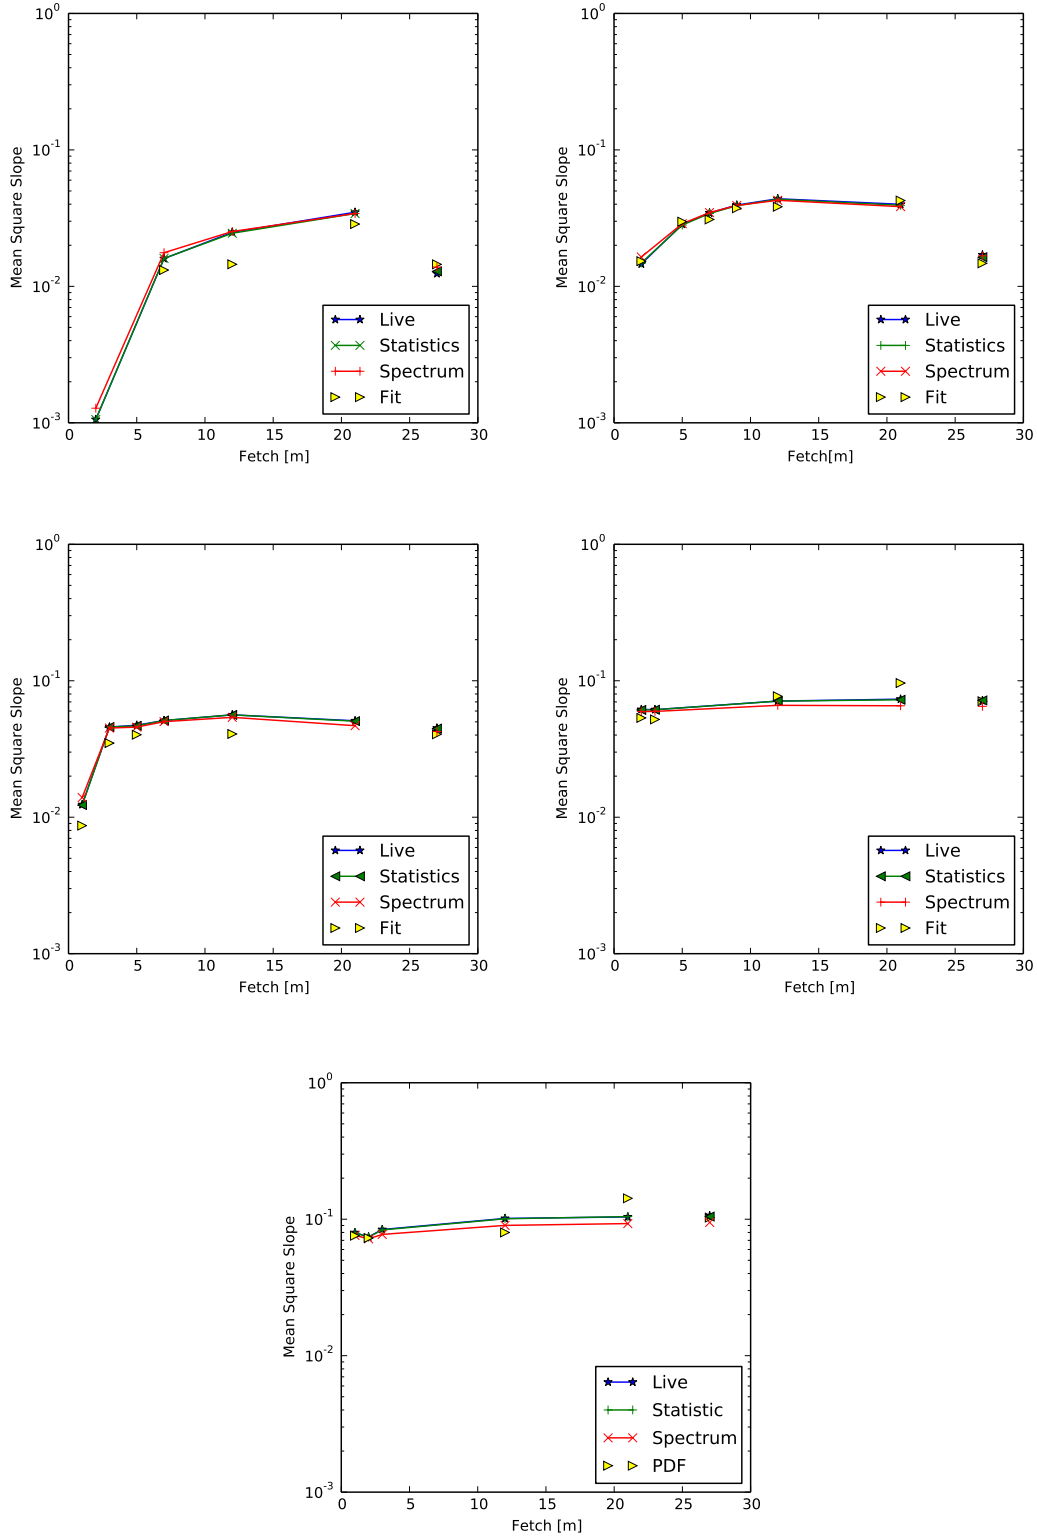 10^0
10^-1
10^-2
10^-3
Mean Square Slope
0 5 10 15 20 25 30
Fetch [m]
Live
Statistics
Spectrum
Fit
10^0
10^-1
10^-2
10^-3
Mean Square Slope
0 5 10 15 20 25 30
Fetch[m]
Live
Statistics
Spectrum
Fit
10^0
10^-1
10^-2
10^-3
Mean Square Slope
0 5 10 15 20 25 30
Fetch [m]
Live
Statistics
Spectrum
Fit
10^0
10^-1
10^-2
10^-3
Mean Square Slope
0 5 10 15 20 25 30
Fetch [m]
Live
Statistics
Spectrum
Fit
10^0
10^-1
10^-2
10^-3
Mean Square Slope
0 5 10 15 20 25 30
Fetch [m]
Live
Statistic
Spectrum
PDF